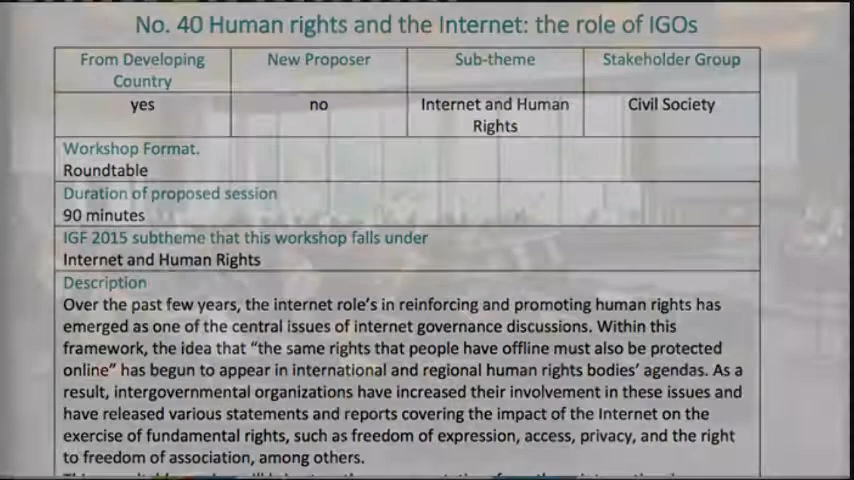 No. 40 Human rights and the Internet: the role of IGOs
From Developing Country
New Proposer
Sub-theme
Stakeholder Group
yes
no
Internet and Human Rights
Civil Society
Workshop Format.
Roundtable
Duration of proposed session
90 minutes
IGF 2015 subtheme that this workshop falls under
Internet and Human Rights
Description
Over the past few years, the internet role's in reinforcing and promoting human rights has
emerged as one of the central issues of internet governance discussions. Within this
framework, the idea that “the same rights that people have offline must also be protected
online” has begun to appear in international and regional human rights bodies’ agendas. As a
result, intergovernmental organizations have increased their involvement in these issues and
have released various statements and reports covering the impact of the Internet on the
exercise of fundamental rights, such as freedom of expression, access, privacy, and the right
to freedom of association, among others.